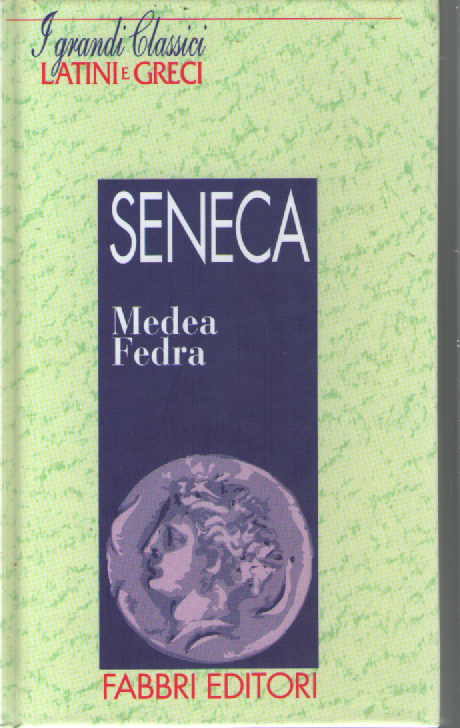 I grandi Classici
LATINI E GRECI
SENECA
Medea
Fedra
FABBRI EDITORI